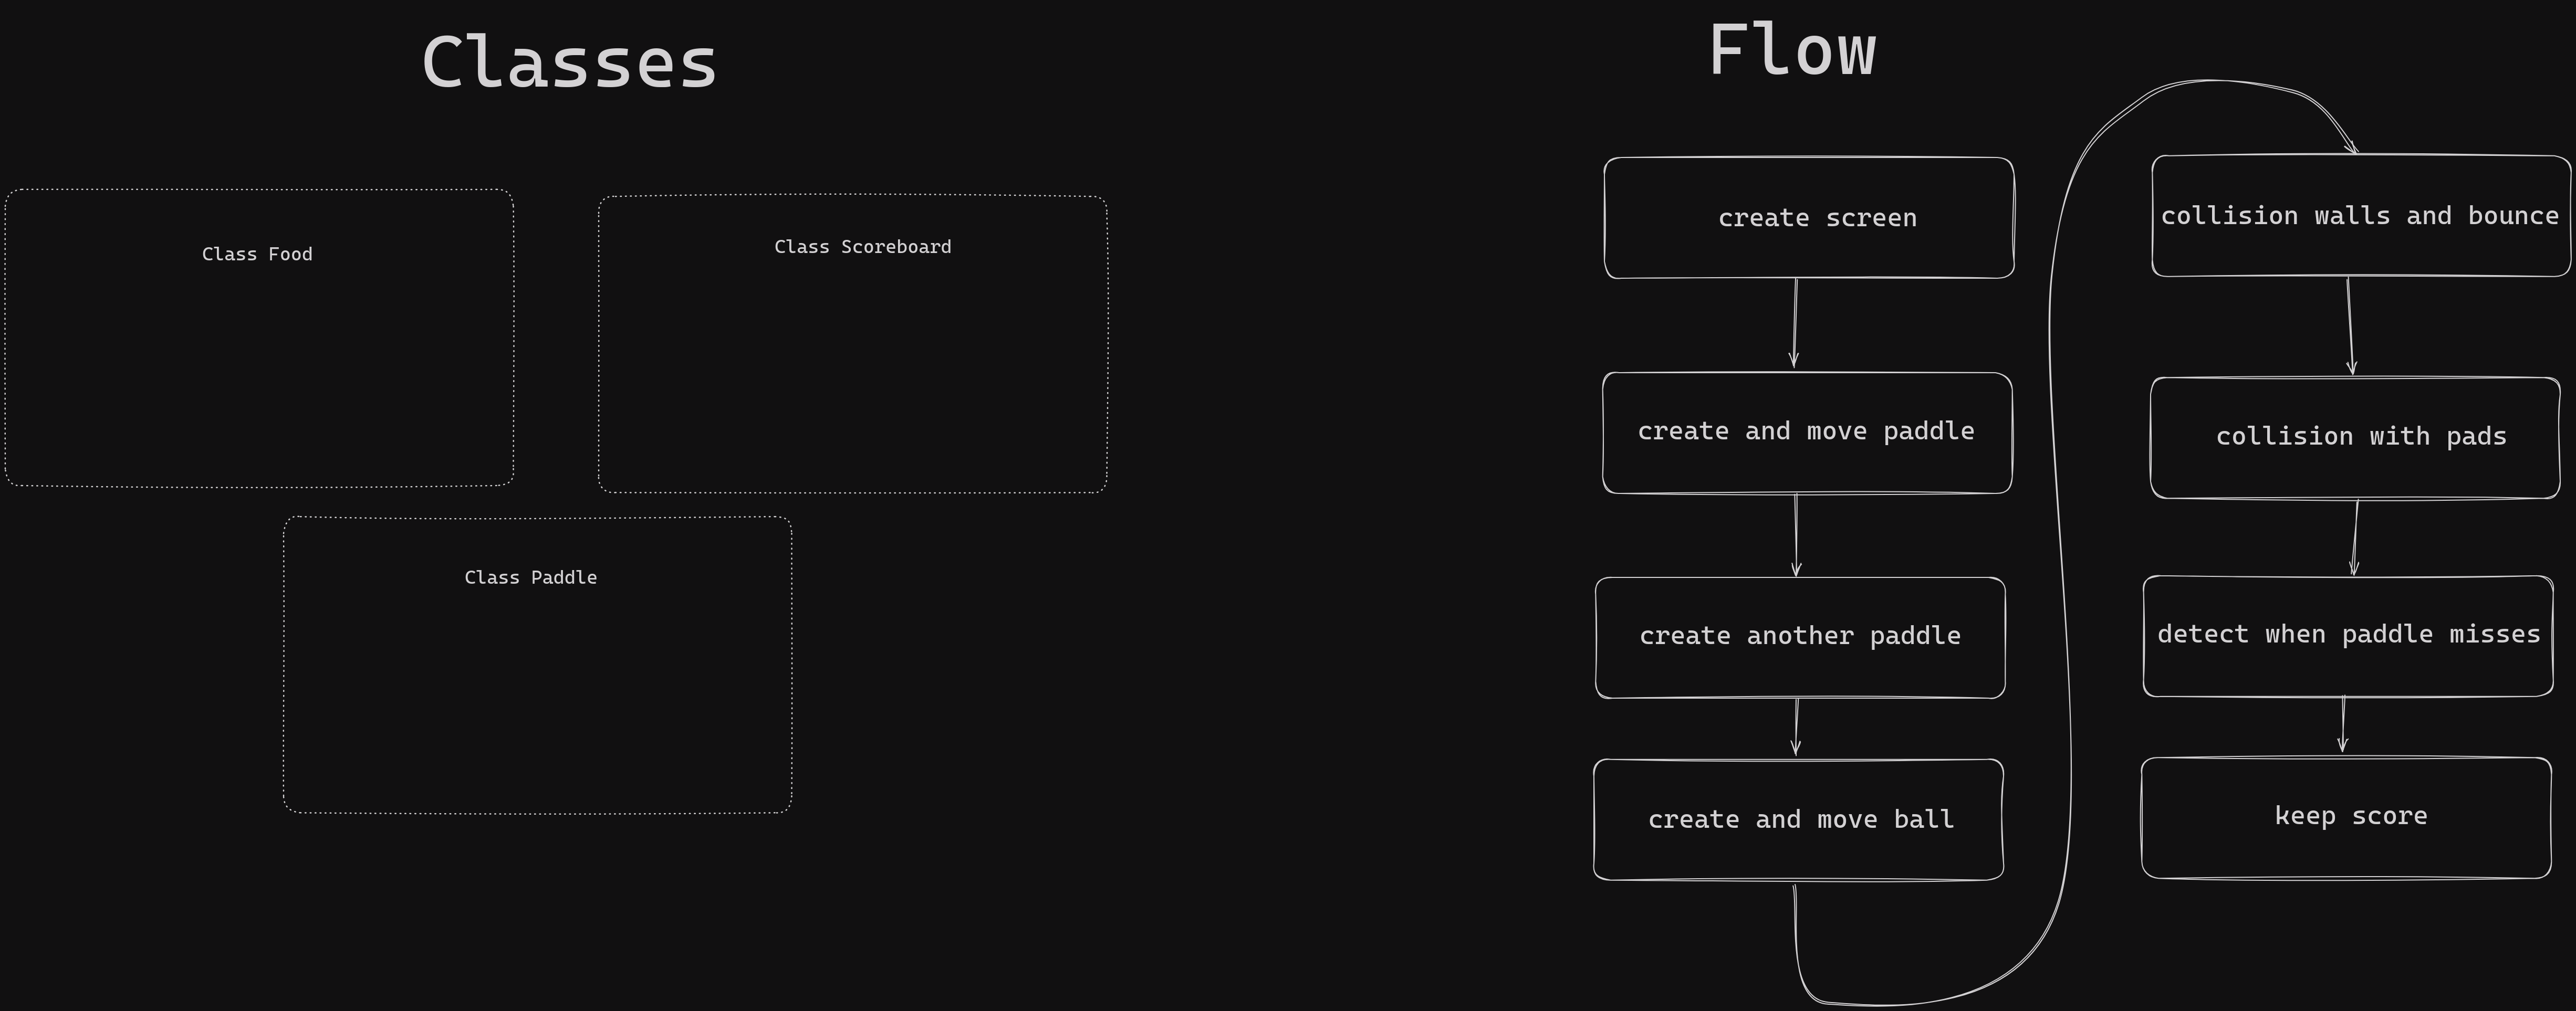 Classes
Class Food
Class Scoreboard
Class Paddle
Flow
create screen
create and move paddle
create another paddle
create and move ball
collision walls and bounce
collision with pads
detect when paddle misses
keep score